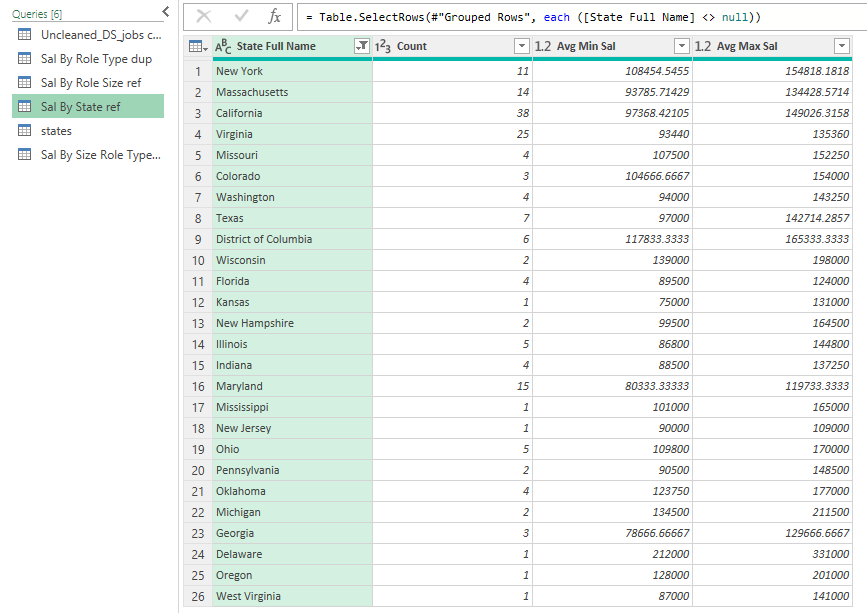 Queries [6]
Uncleaned_DS_jobs c...
Sal By Role Type dup
Sal By Role Size ref
Sal By State ref
states
Sal By Size Role Type...
fx = Table.SelectRows(#"Grouped Rows", each ([State Full Name] <> null))
ABC State Full Name 123 Count 1.2 Avg Min Sal 1.2 Avg Max Sal
1 New York 11 108454.5455 154818.1818
2 Massachusetts 14 93785.71429 134428.5714
3 California 38 97368.42105 149026.3158
4 Virginia 25 93440 135360
5 Missouri 4 107500 152250
6 Colorado 3 104666.6667 154000
7 Washington 4 94000 143250
8 Texas 7 97000 142714.2857
9 District of Columbia 6 117833.3333 165333.3333
10 Wisconsin 2 139000 198000
11 Florida 4 89500 124000
12 Kansas 1 75000 131000
13 New Hampshire 2 99500 164500
14 Illinois 5 86800 144800
15 Indiana 4 88500 137250
16 Maryland 15 80333.33333 119733.3333
17 Mississippi 1 101000 165000
18 New Jersey 1 90000 109000
19 Ohio 5 109800 170000
20 Pennsylvania 2 90500 148500
21 Oklahoma 4 123750 177000
22 Michigan 2 134500 211500
23 Georgia 3 78666.66667 129666.6667
24 Delaware 1 212000 331000
25 Oregon 1 128000 201000
26 West Virginia 1 87000 141000